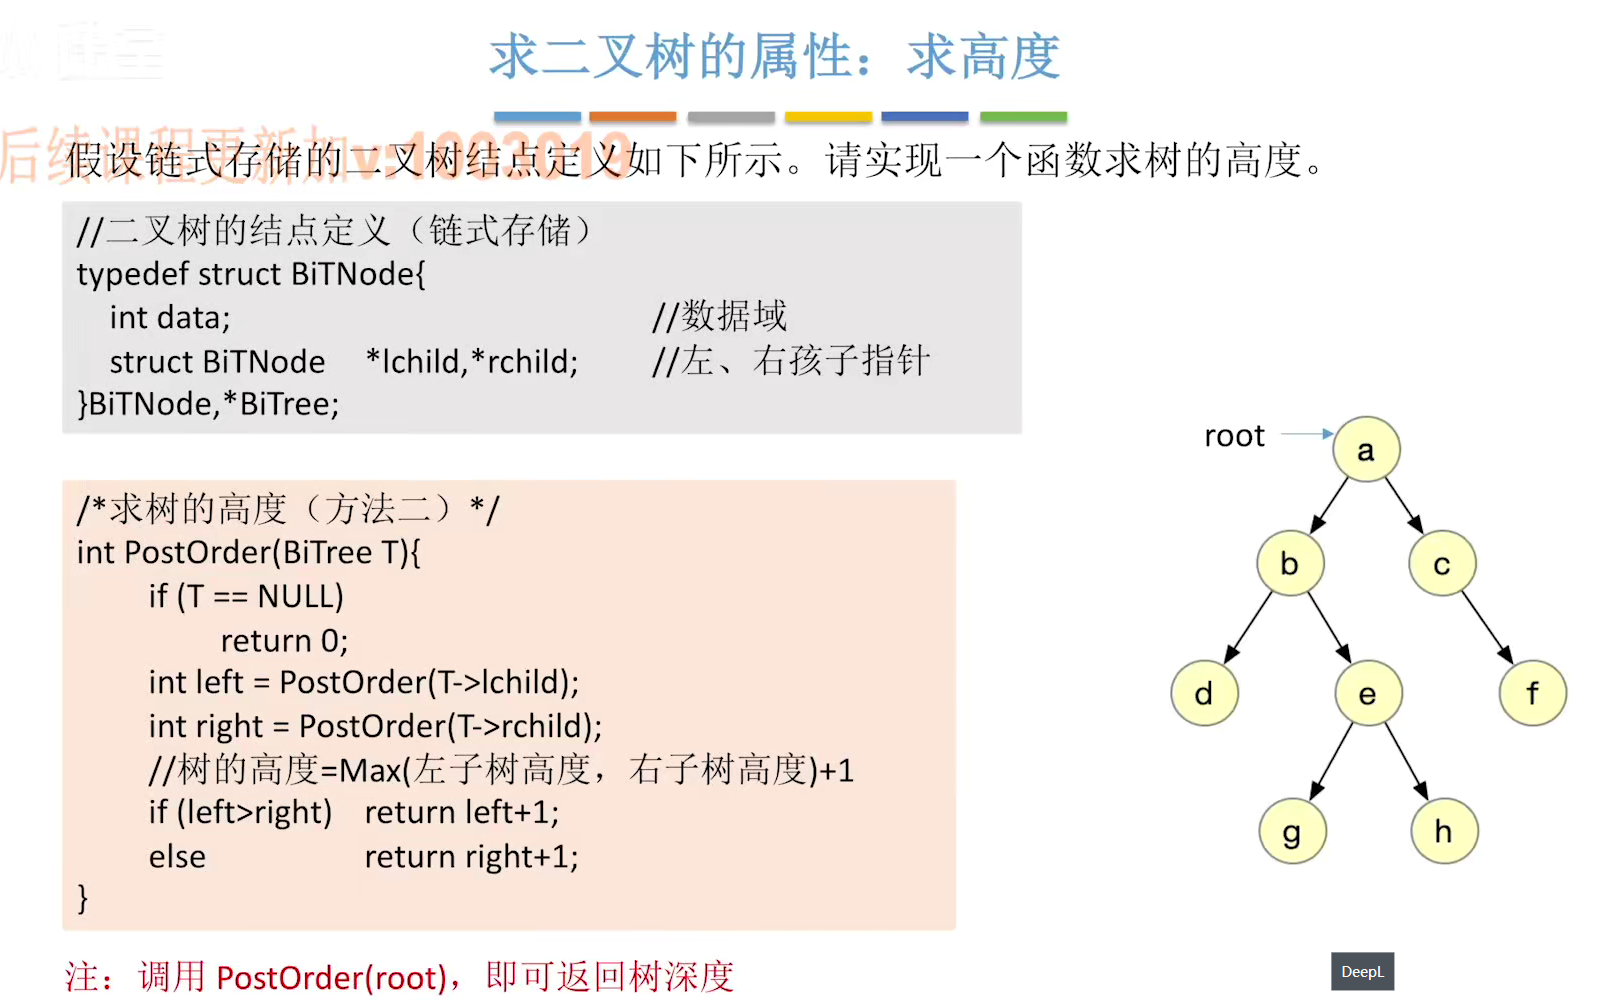 求二叉树的属性：求高度
后续课程更新加v:1003019
假设链式存储的二叉树结点定义如下所示。请实现一个函数求树的高度。
//二叉树的结点定义（链式存储）
typedef struct BiTNode{
int data; //数据域
struct BiTNode *lchild,*rchild; //左、右孩子指针
}BiTNode,*BiTree;
/*求树的高度（方法二）*/
int PostOrder(BiTree T){
if (T == NULL)
return 0;
int left = PostOrder(T->lchild);
int right = PostOrder(T->rchild);
//树的高度=Max(左子树高度，右子树高度)+1
if (left>right) return left+1;
else return right+1;
}
注：调用 PostOrder(root)，即可返回树深度
root
a
b c
d e f
g h
DeepL